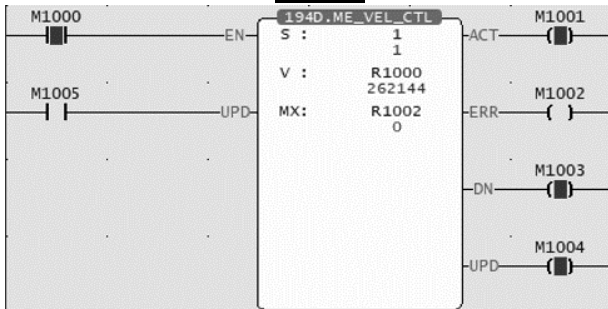 M1000
194D.ME_VEL_CTL
M1001
EN
S : 1
ACT
1
V : R1000
262144
M1005
M1002
UPD
MX: R1002
ERR
0
M1003
DN
M1004
UPD